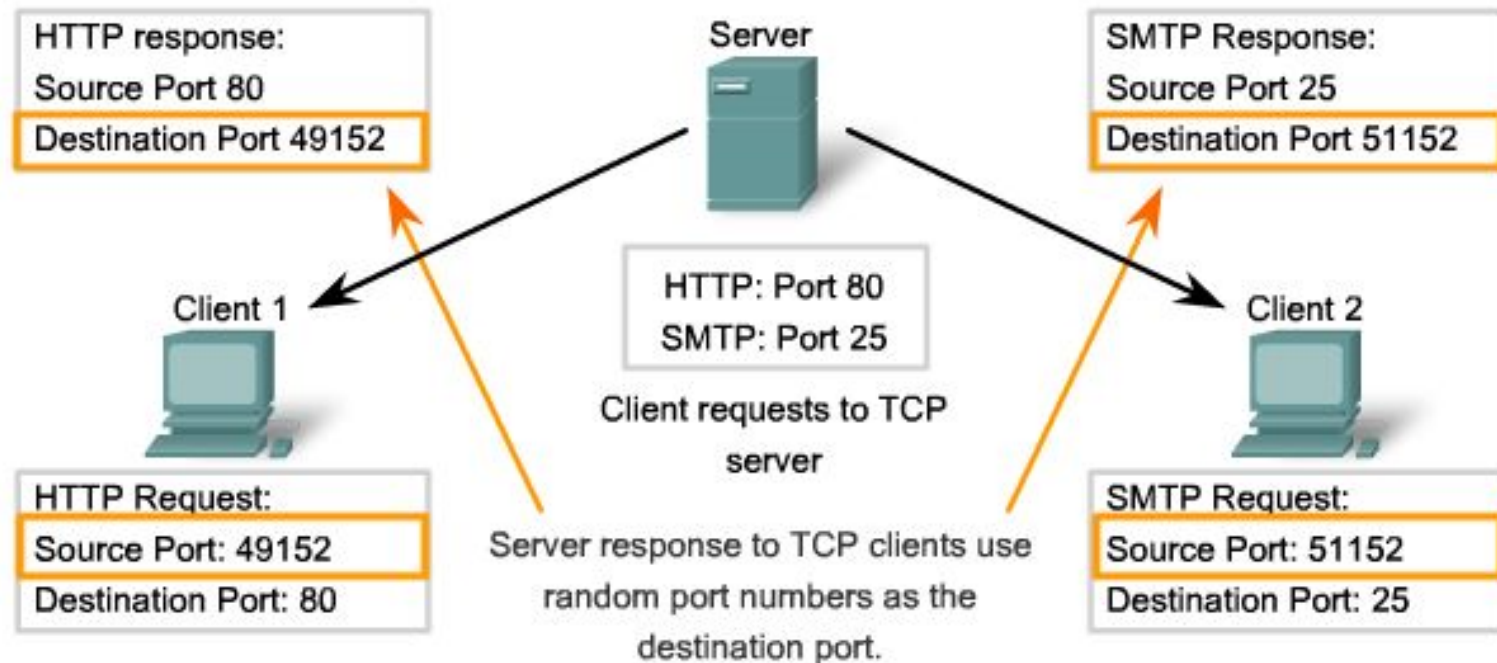 HTTP response:
Source Port 80
Destination Port 49152
Server
SMTP Response:
Source Port 25
Destination Port 51152
HTTP: Port 80
SMTP: Port 25
Client 1
Client 2
Client requests to TCP
server
HTTP Request:
Source Port: 49152
Destination Port: 80
Server response to TCP clients use
random port numbers as the
destination port.
SMTP Request:
Source Port: 51152
Destination Port: 25